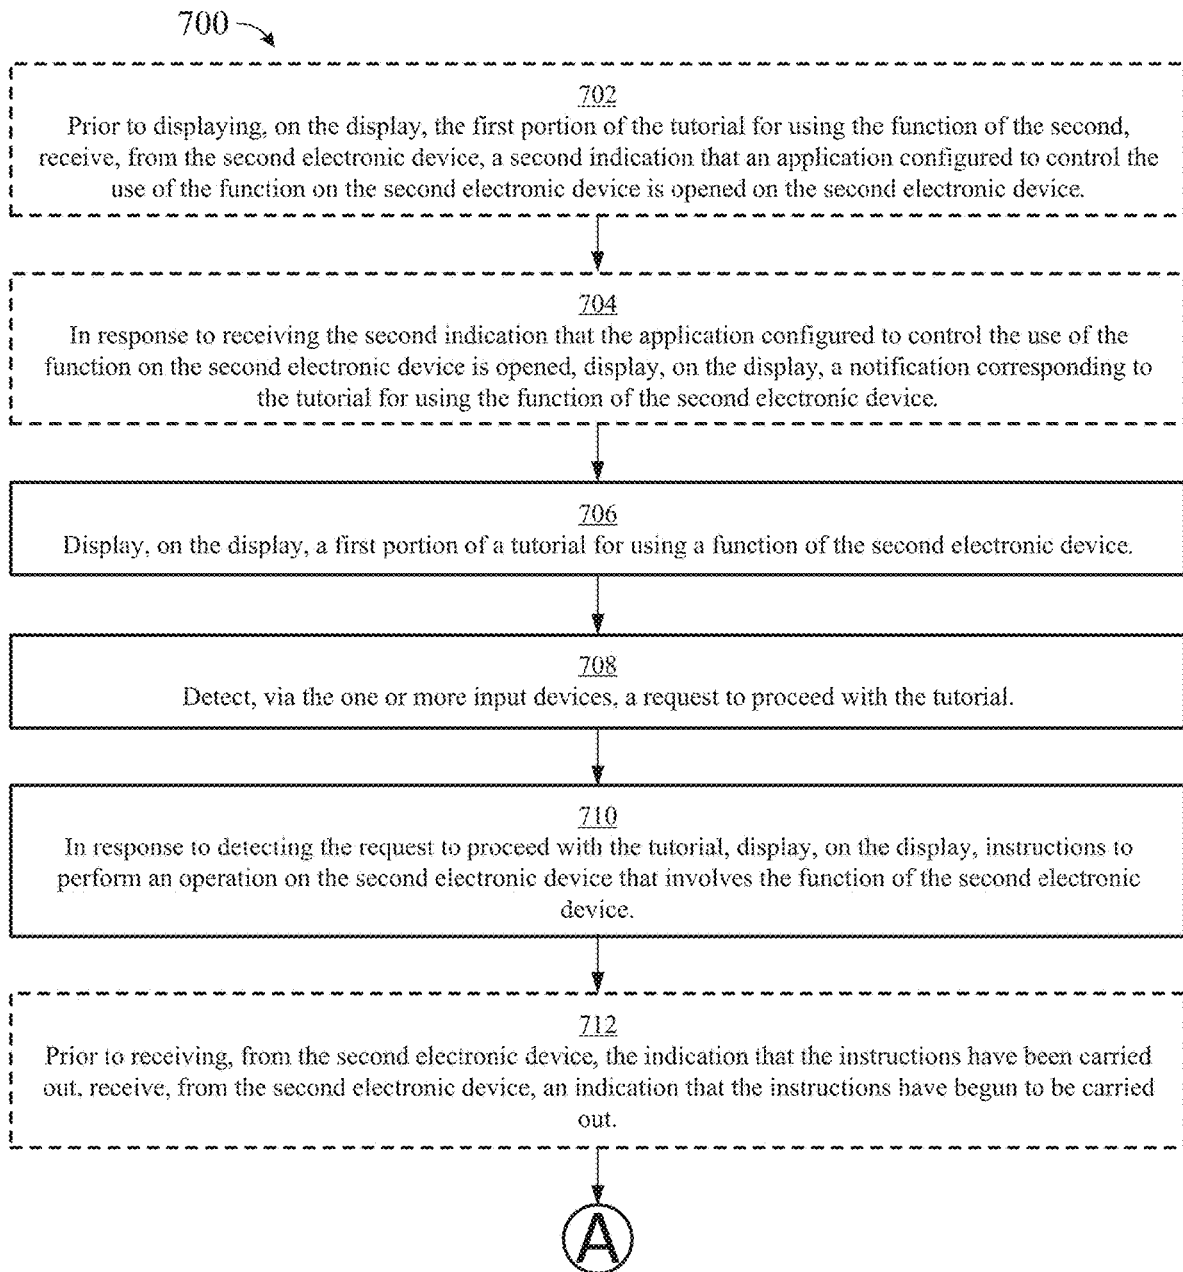 700
702
Prior to displaying, on the display, the first portion of the tutorial for using the function of the second,
receive, from the second electronic device, a second indication that an application configured to control the
use of the function on the second electronic device is opened on the second electronic device.
704
In response to receiving the second indication that the application configured to control the use of the
function on the second electronic device is opened, display, on the display, a notification corresponding to
the tutorial for using the function of the second electronic device.
706
Display, on the display, a first portion of a tutorial for using a function of the second electronic device.
708
Detect, via the one or more input devices, a request to proceed with the tutorial.
710
In response to detecting the request to proceed with the tutorial, display, on the display, instructions to
perform an operation on the second electronic device that involves the function of the second electronic
device.
712
Prior to receiving, from the second electronic device, the indication that the instructions have been carried
out, receive, from the second electronic device, an indication that the instructions have begun to be carried
out.
A